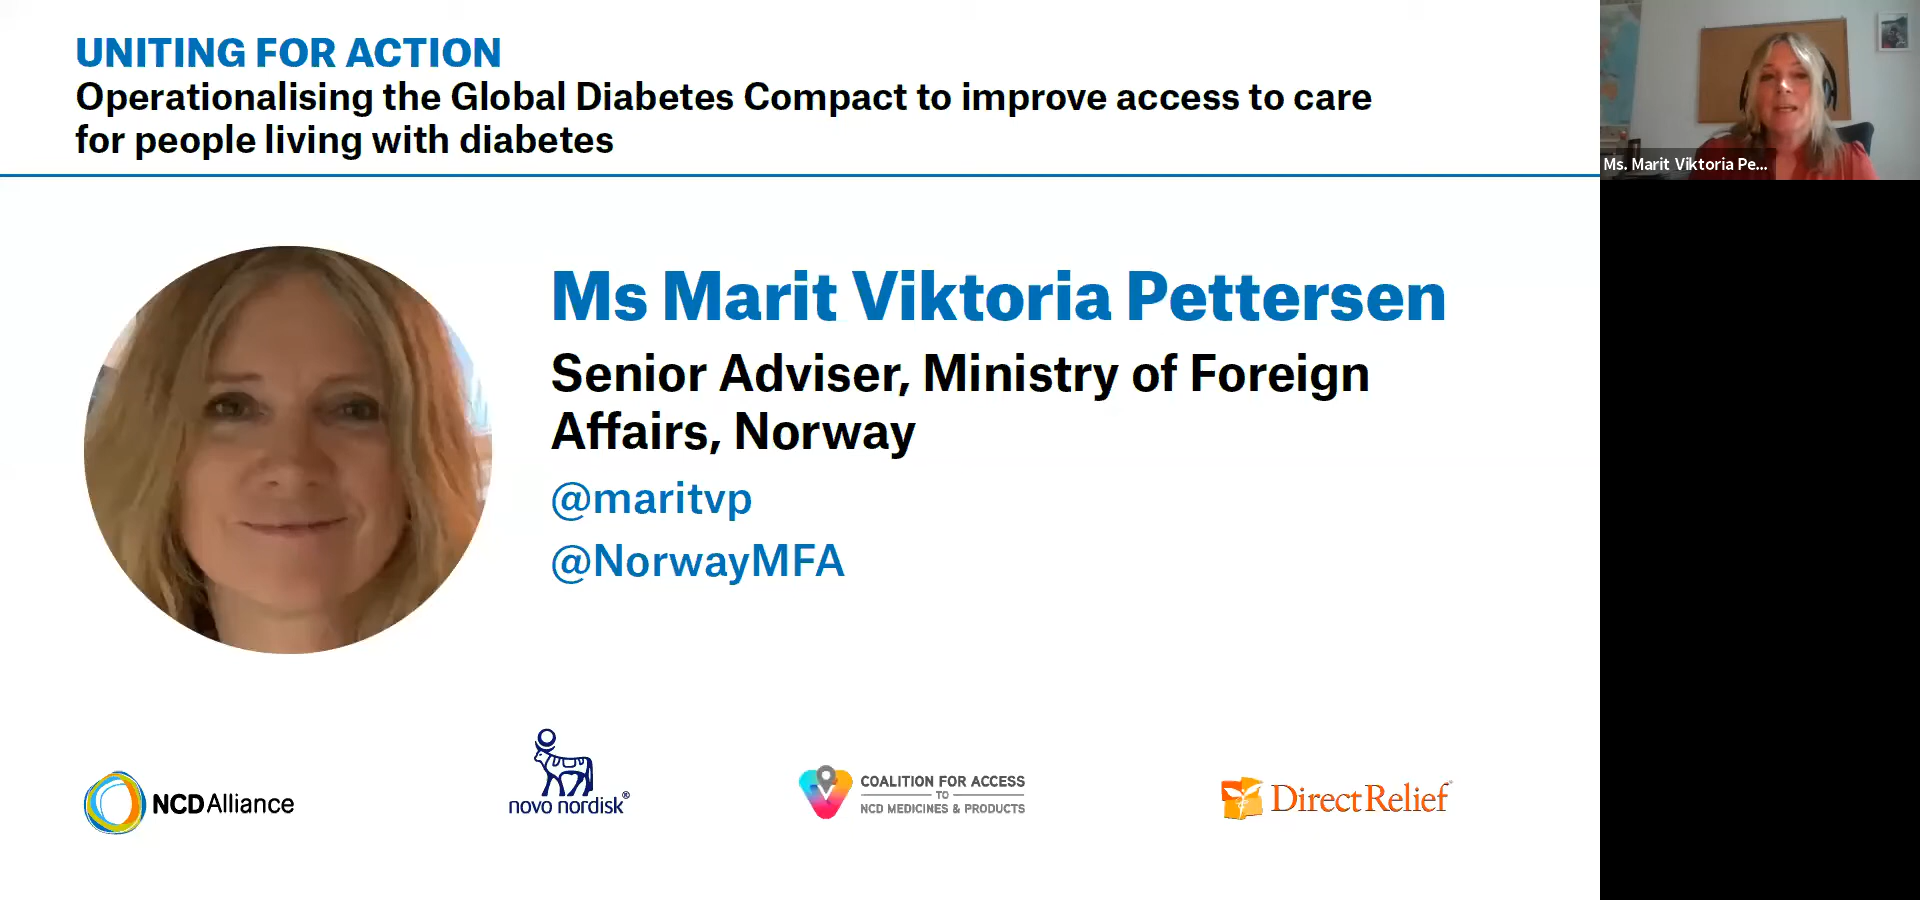 UNITING FOR ACTION
Operationalising the Global Diabetes Compact to improve access to care
for people living with diabetes
Ms. Marit Viktoria Pe...
Ms Marit Viktoria Pettersen
Senior Adviser, Ministry of Foreign
Affairs, Norway
@maritvp
@NorwayMFA
NCDAlliance
novo nordisk®
COALITION FOR ACCESS
TO
NCD MEDICINES & PRODUCTS
DirectRelief